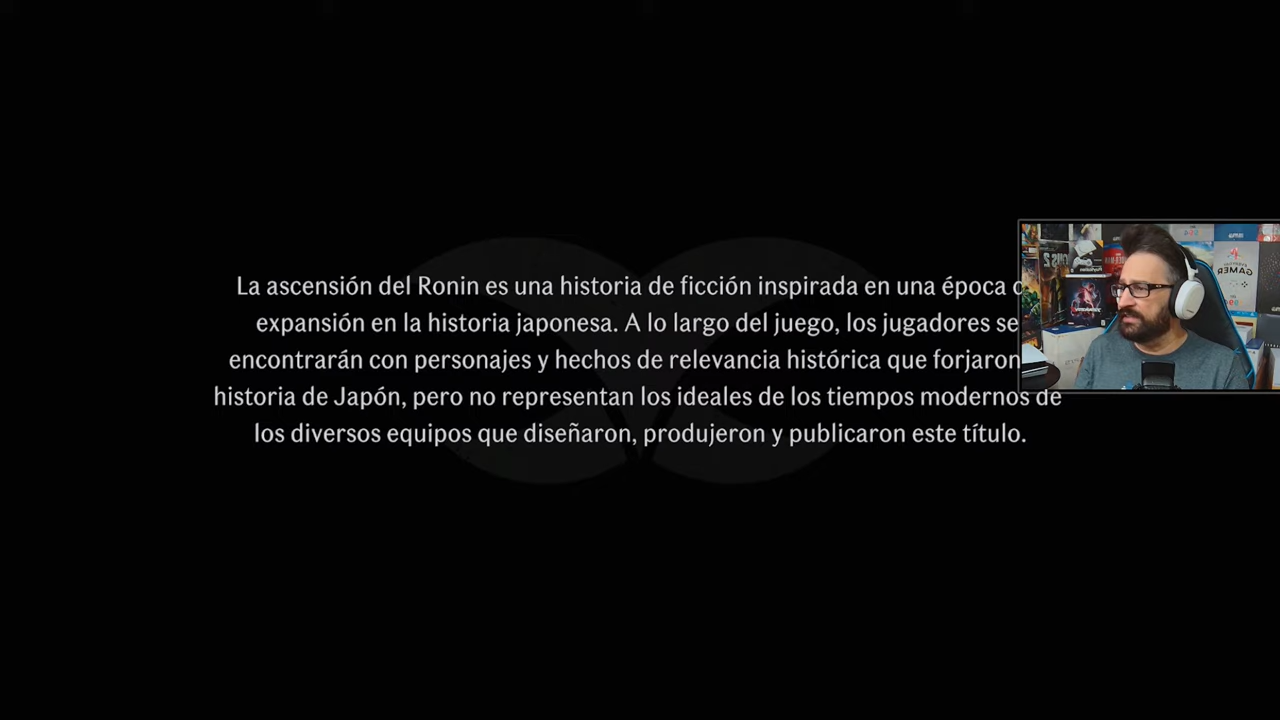 La ascensión del Ronin es una historia de ficción inspirada en una época
expansión en la historia japonesa. A lo largo del juego, los jugadores se
encontrarán con personajes y hechos de relevancia histórica que forjaron
historia de Japón, pero no representan los ideales de los tiempos modernos de
los diversos equipos que diseñaron, produjeron y publicaron este título.
GAMER